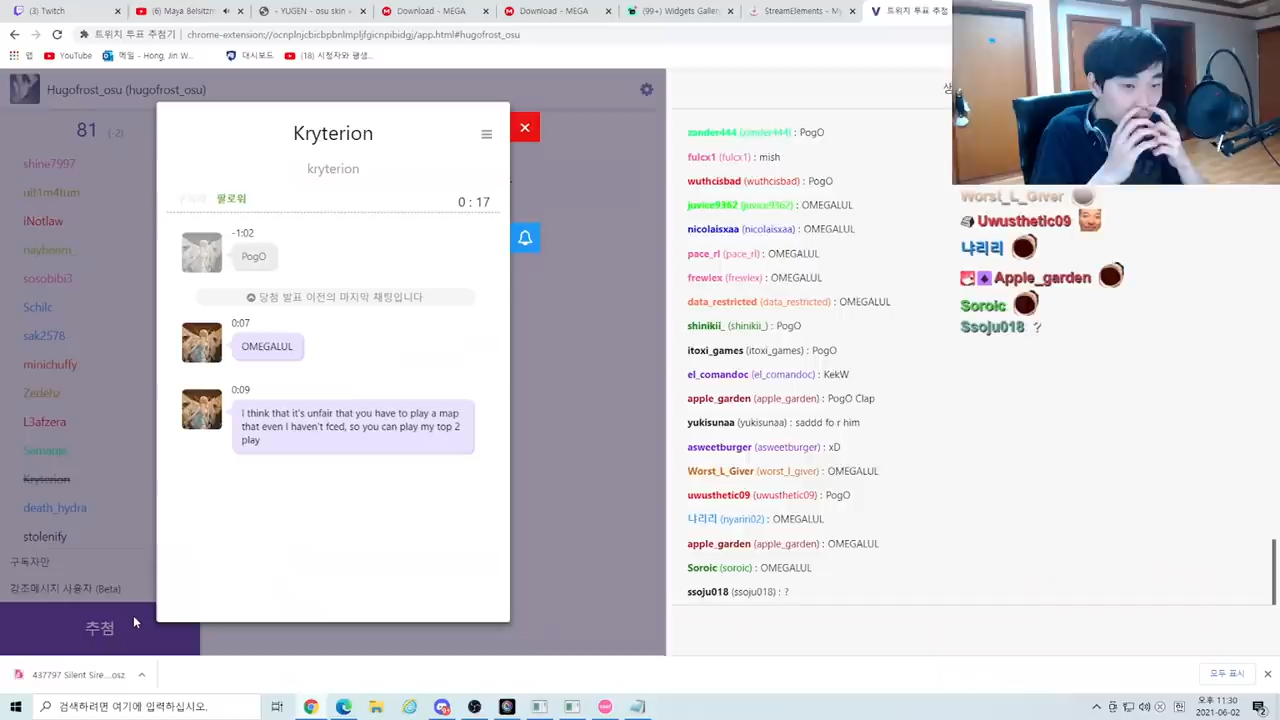 (3) Twitch
(6) Maya Belsitzm
- YUGEN - osu skin
Download - MEGA
Download - MEGA
(99+) Widgets Gallery
StreamElements - My
트위치 투표 추첨
트위치 투표 추첨기 | chrome-extension://ocnplnjcbicbpbnlmpljfgicnpibidgj/app.html#hugofrost_osu
앱
YouTube
메일 - Hong, Jin W...
대시보드
(18) 시청자와 평생...
Hugofrost_osu (hugofrost_osu)
81 (-2)
shine7997
ul1m4tum
iNotlaw
nayboom_
sosobibi3
Schilc
sak2578
minichuffy
Zedehz
L3afzera
Kryterion
death_hydra
stolenify
구독자만
강조메시지 사용자 (Beta)
추첨
Kryterion
kryterion
구독자 팔로워
0 : 17
-1:02
PogO
당첨 발표 이전의 마지막 채팅입니다
0:07
OMEGALUL
0:09
I think that it's unfair that you have to play a map
that even I haven't fced, so you can play my top 2
play
zander444 (zander444) : PogO
fulcx1 (fulcx1) : mish
wuthcisbad (wuthcisbad) : PogO
juvice9362 (juvice9362) : OMEGALUL
nicolaisxaa (nicolaisxaa) : OMEGALUL
pace_rl (pace_rl) : OMEGALUL
frewlex (frewlex) : OMEGALUL
data_restricted (data_restricted) : OMEGALUL
shinikii_ (shinikii_) : PogO
itoxi_games (itoxi_games) : PogO
el_comandoc (el_comandoc) : KekW
apple_garden (apple_garden) : PogO Clap
yukisunaa (yukisunaa) : saddd fo r him
asweetburger (asweetburger) : xD
Worst_L_Giver (worst_l_giver) : OMEGALUL
uwusthetic09 (uwusthetic09) : PogO
냐리리 (nyariri02) : OMEGALUL
apple_garden (apple_garden) : OMEGALUL
Soroic (soroic) : OMEGALUL
ssoju018 (ssoju018) : ?
Worst_L_Giver
Uwusthetic09
냐리리
Apple_garden
Soroic
Ssoju018 ?
437797 Silent Sire....osz
모두 표시
검색하려면 여기에 입력하십시오.
오후 11:30
2021-06-02